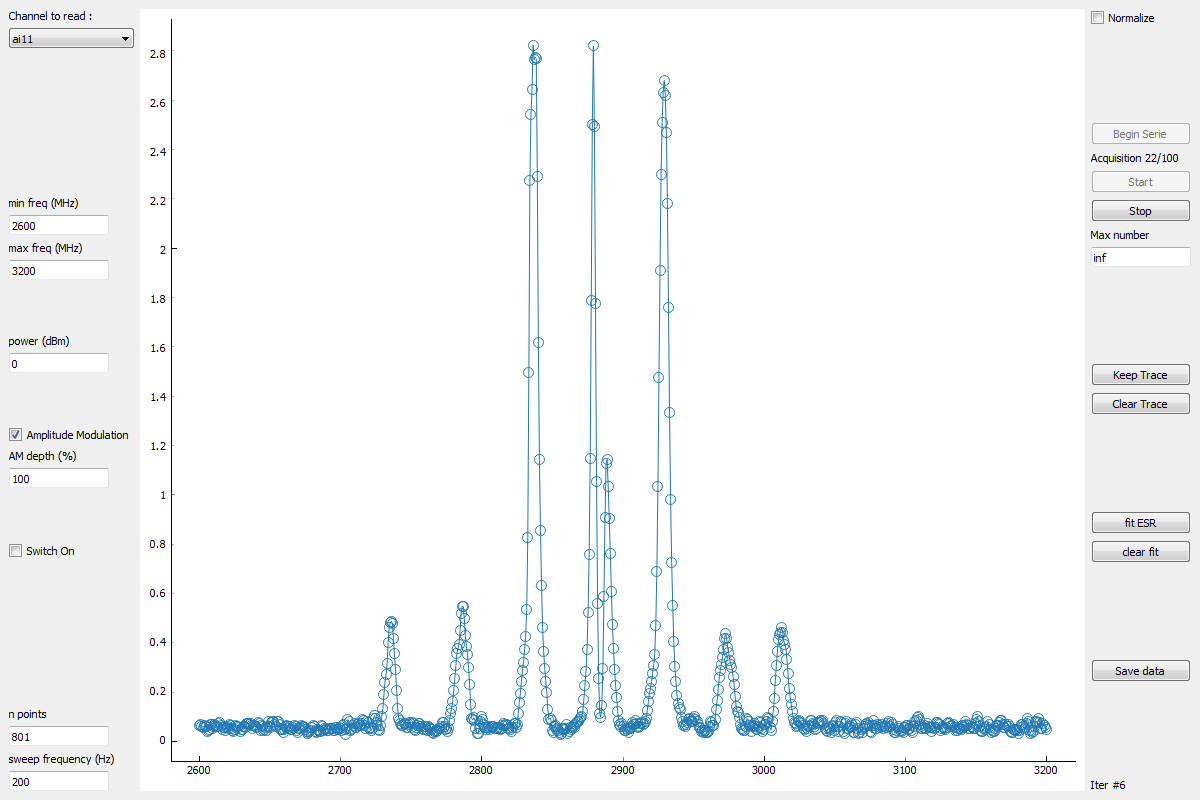 Channel to read :
ai11
min freq (MHz)
2600
max freq (MHz)
3200
power (dBm)
0
Amplitude Modulation
AM depth (%)
100
Switch On
n points
801
sweep frequency (Hz)
200
2.8
2.6
2.4
2.2
2
1.8
1.6
1.4
1.2
1
0.8
0.6
0.4
0.2
0
2600 2700 2800 2900 3000 3100 3200
Normalize
Begin Serie
Acquisition 22/100
Start
Stop
Max number
inf
Keep Trace
Clear Trace
fit ESR
clear fit
Save data
Iter #6